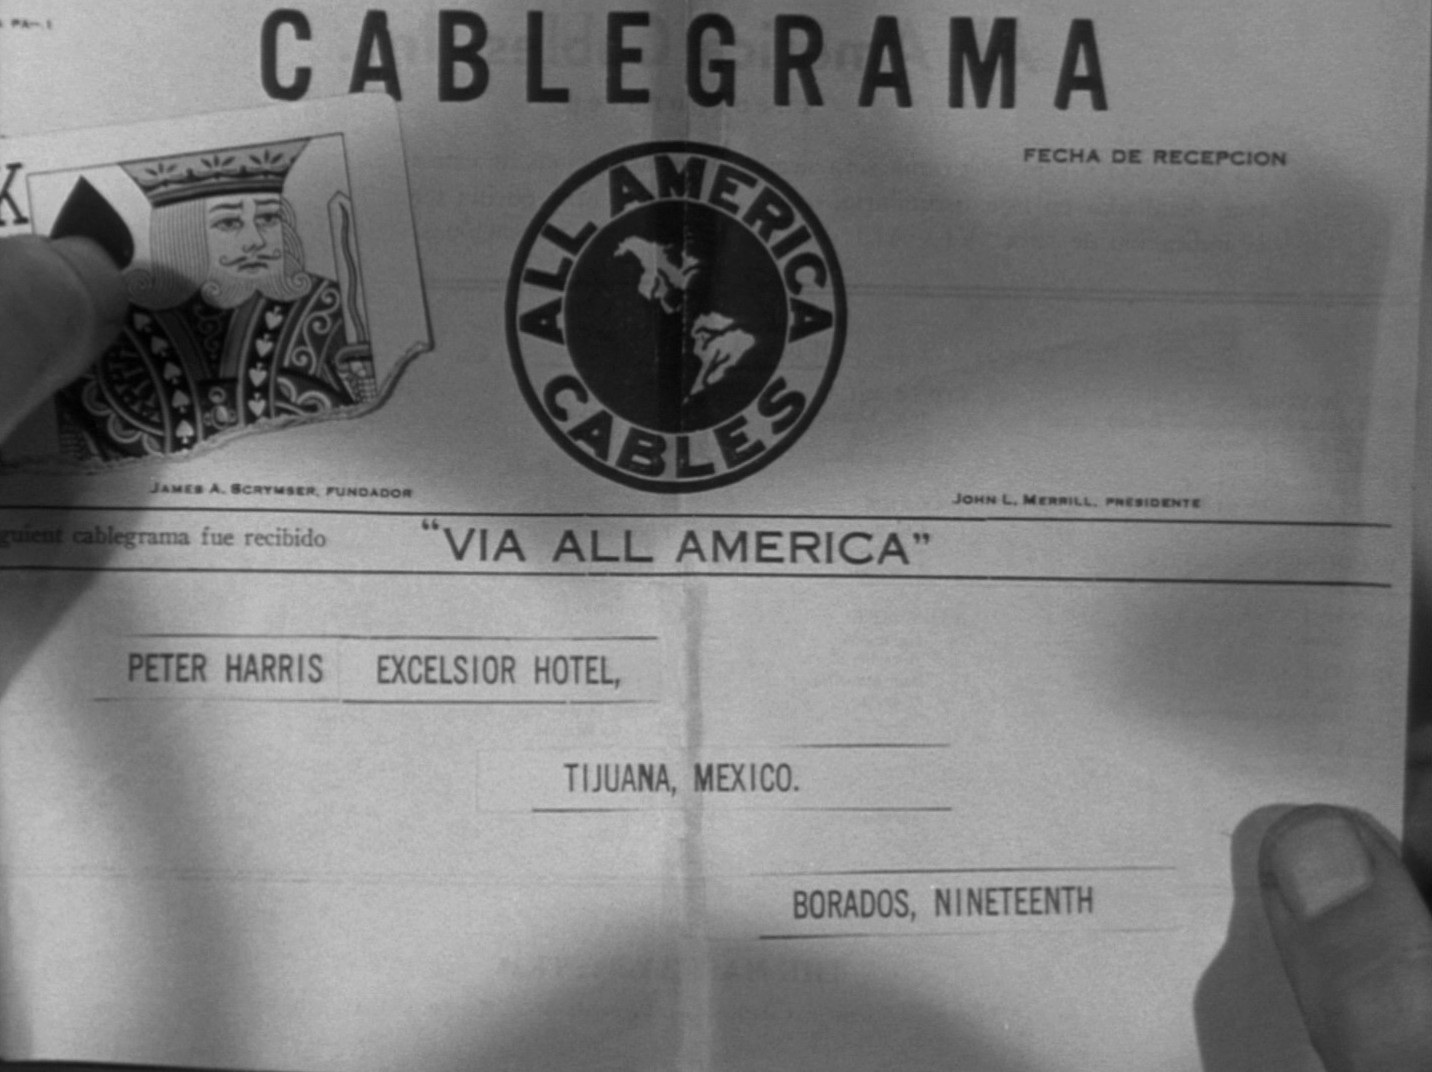 CABLEGRAMA
FECHA DE RECEPCION
K
ALL AMERICA
CABLES
JAMES A. SCRYMSER, FUNDADOR
JOHN L. MERRILL, PRESIDENTE
guient cablegrama fue recibido "VIA ALL AMERICA"
PETER HARRIS EXCELSIOR HOTEL,
TIJUANA, MEXICO.
BORADOS, NINETEENTH